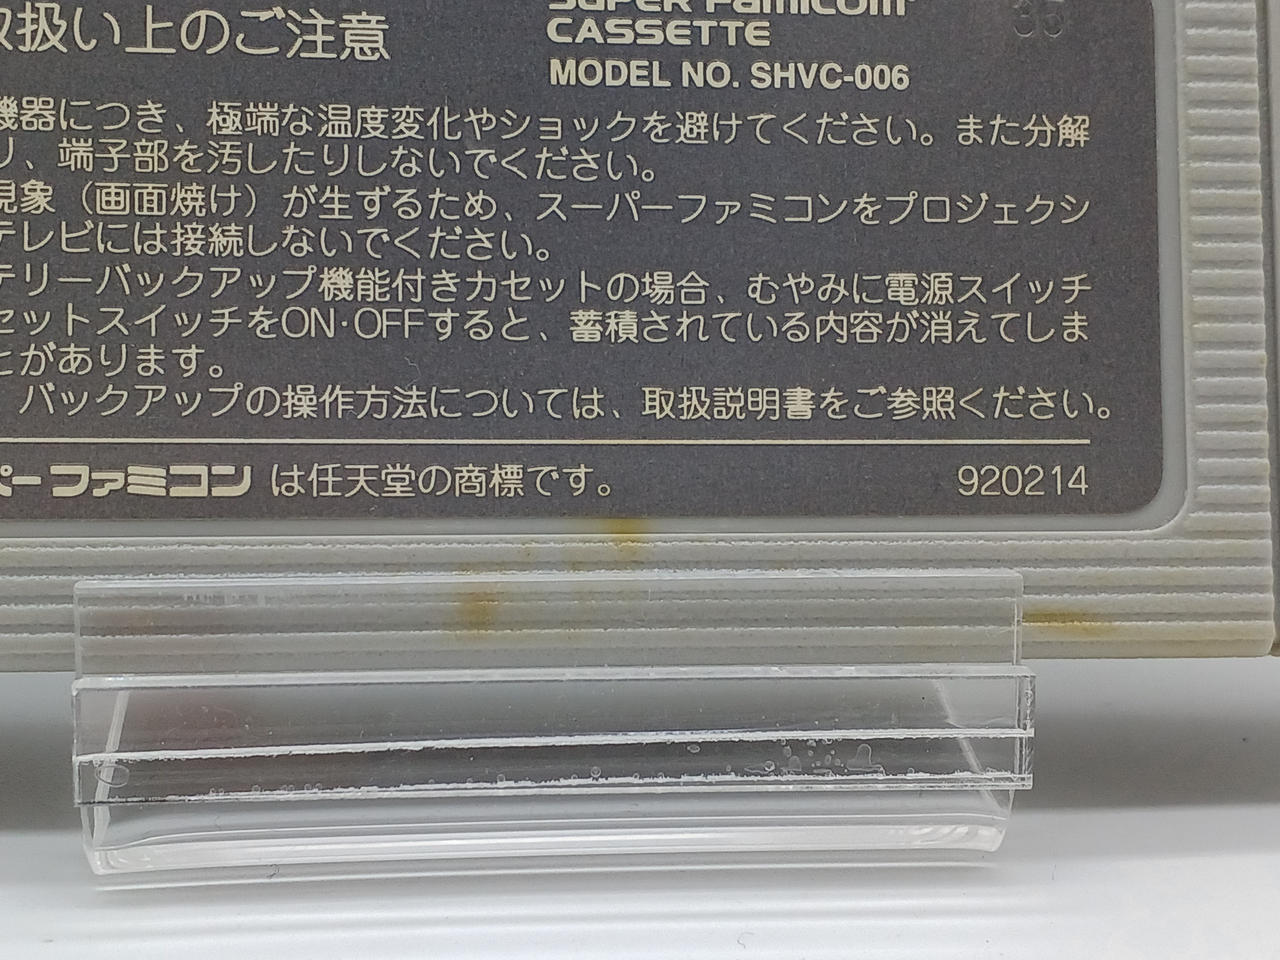 取扱い上のご注意
SUPER Famicom
CASSETTE
MODEL NO. SHVC-006
35
機器につき、極端な温度変化やショックを避けてください。また分解
り、端子部を汚したりしないでください。
現象（画面焼け）が生ずるため、スーパーファミコンをプロジェクシ
テレビには接続しないでください。
テリーバックアップ機能付きカセットの場合、むやみに電源スイッチ
セットスイッチをON･OFFすると、蓄積されている内容が消えてしま
とがあります。
バックアップの操作方法については、取扱説明書をご参照ください。
パーファミコン は任天堂の商標です。
920214